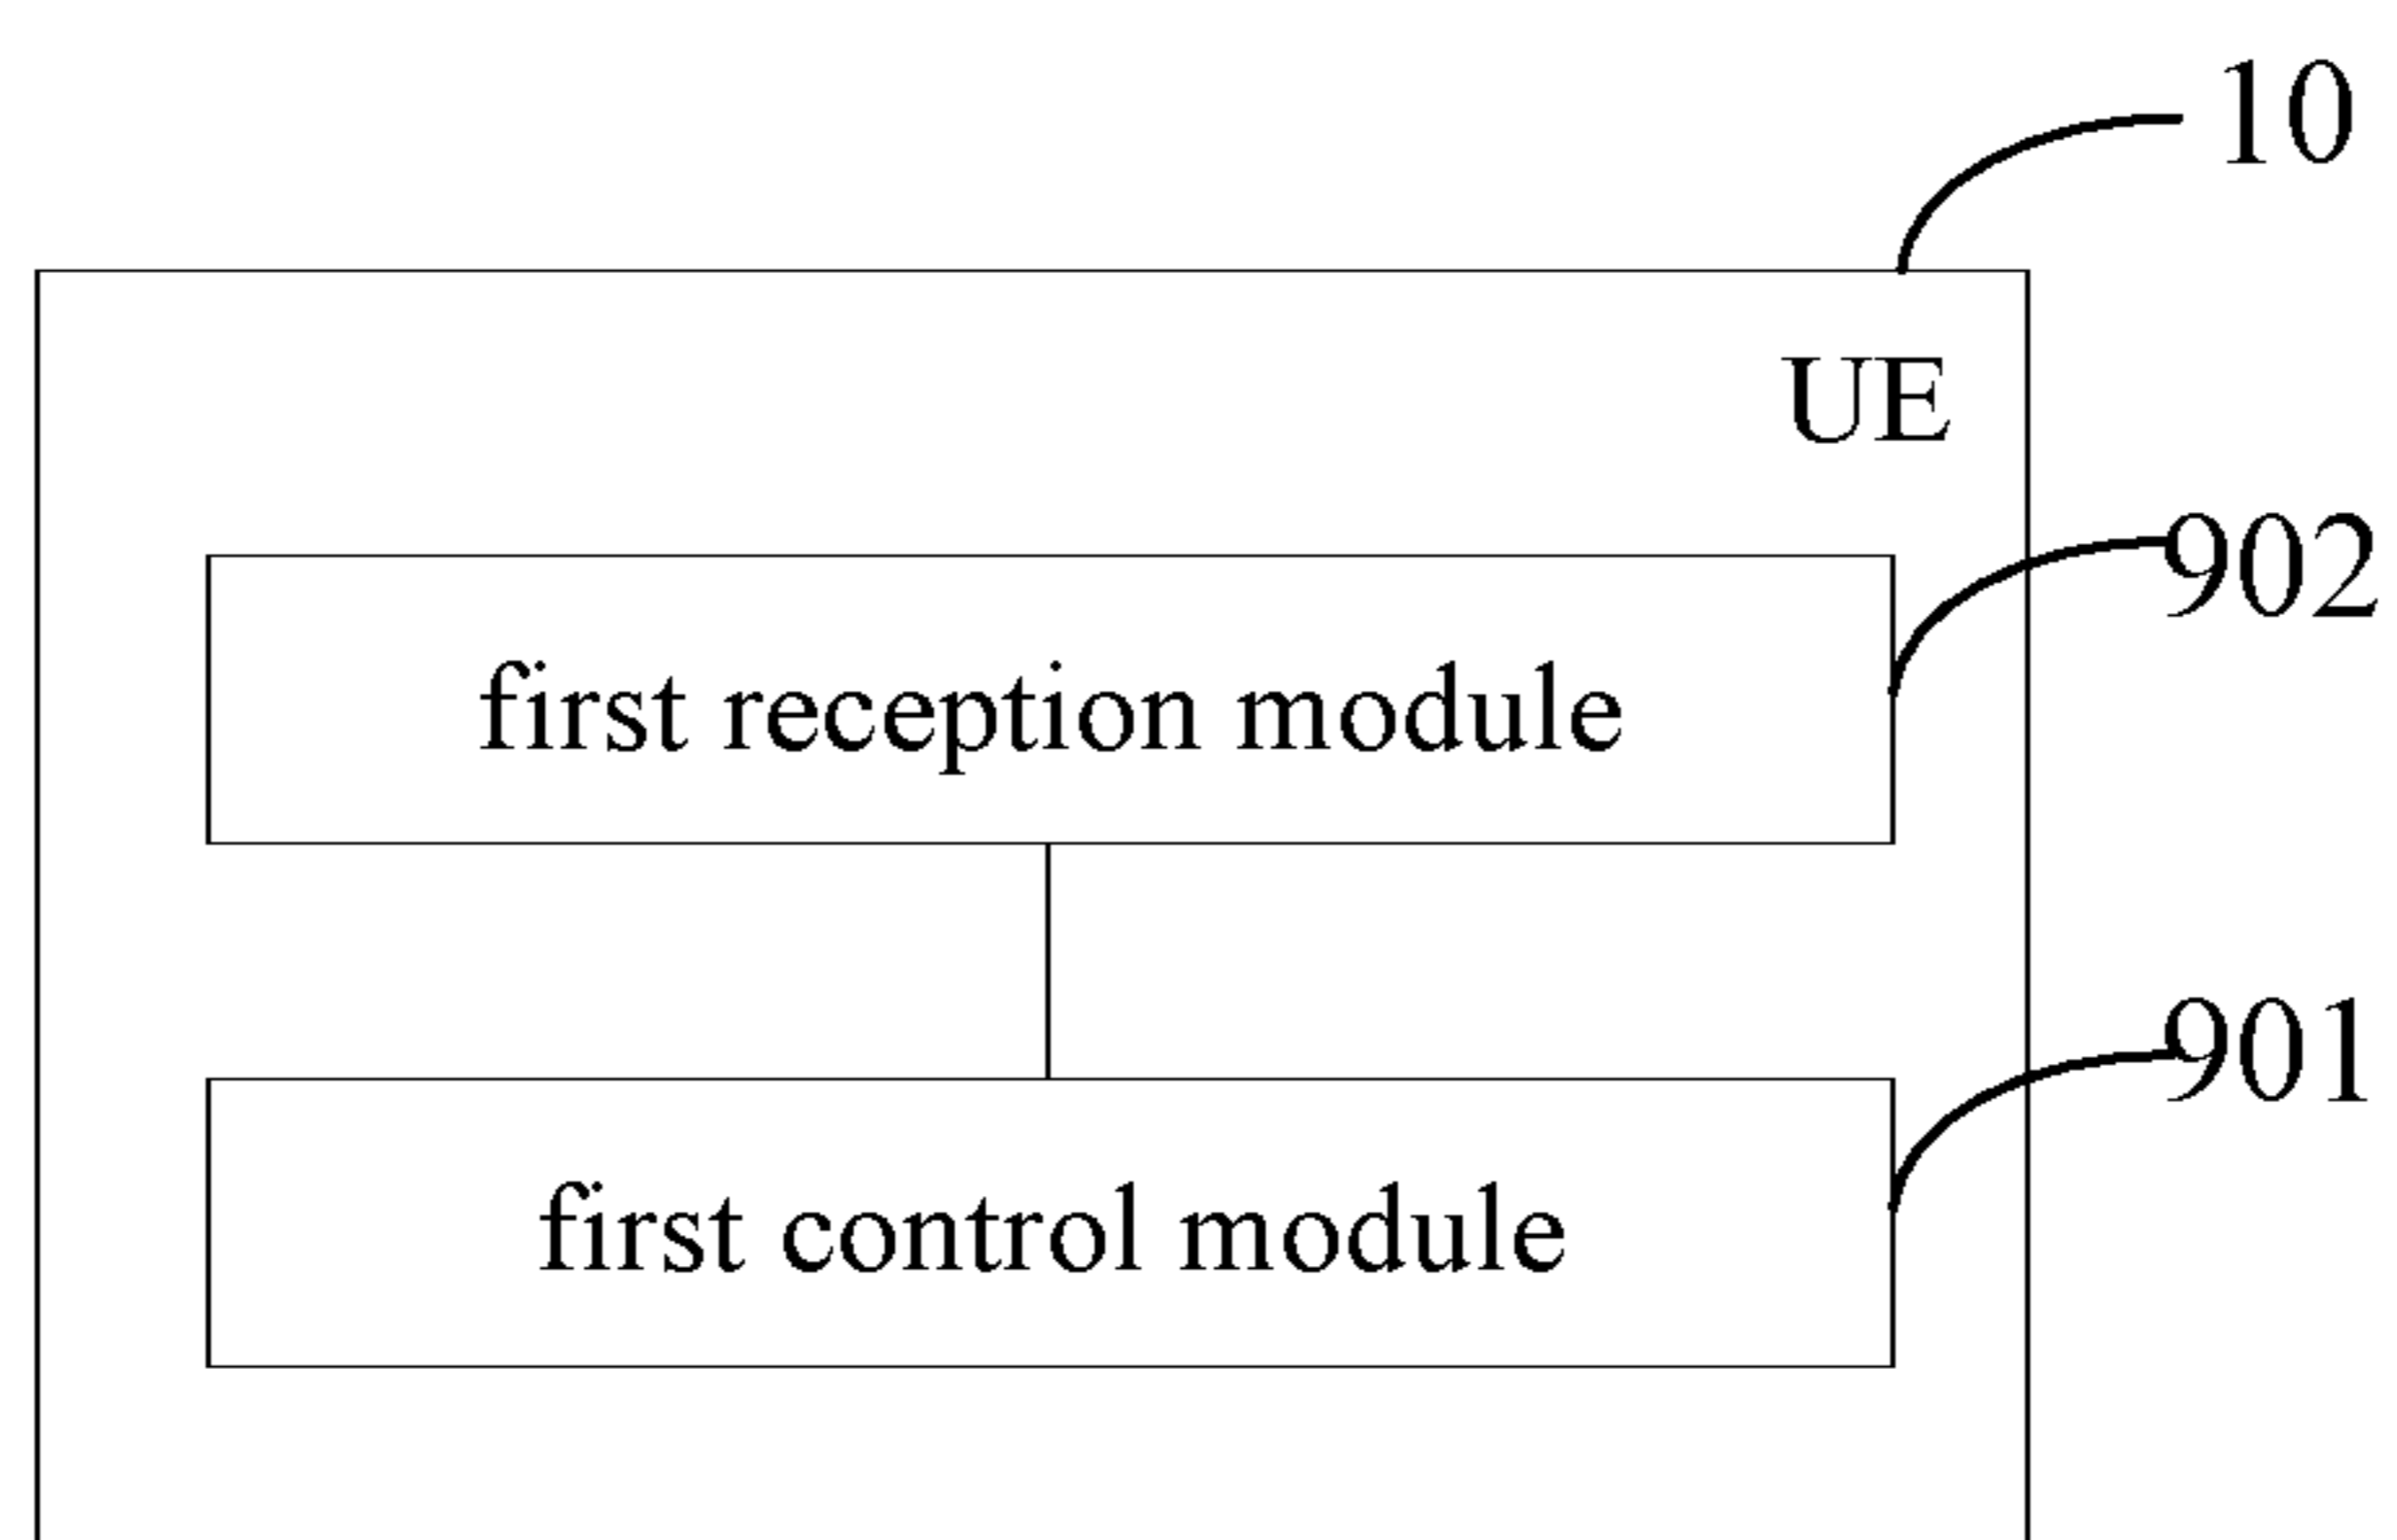 10
UE
902
first reception module
901
first control module